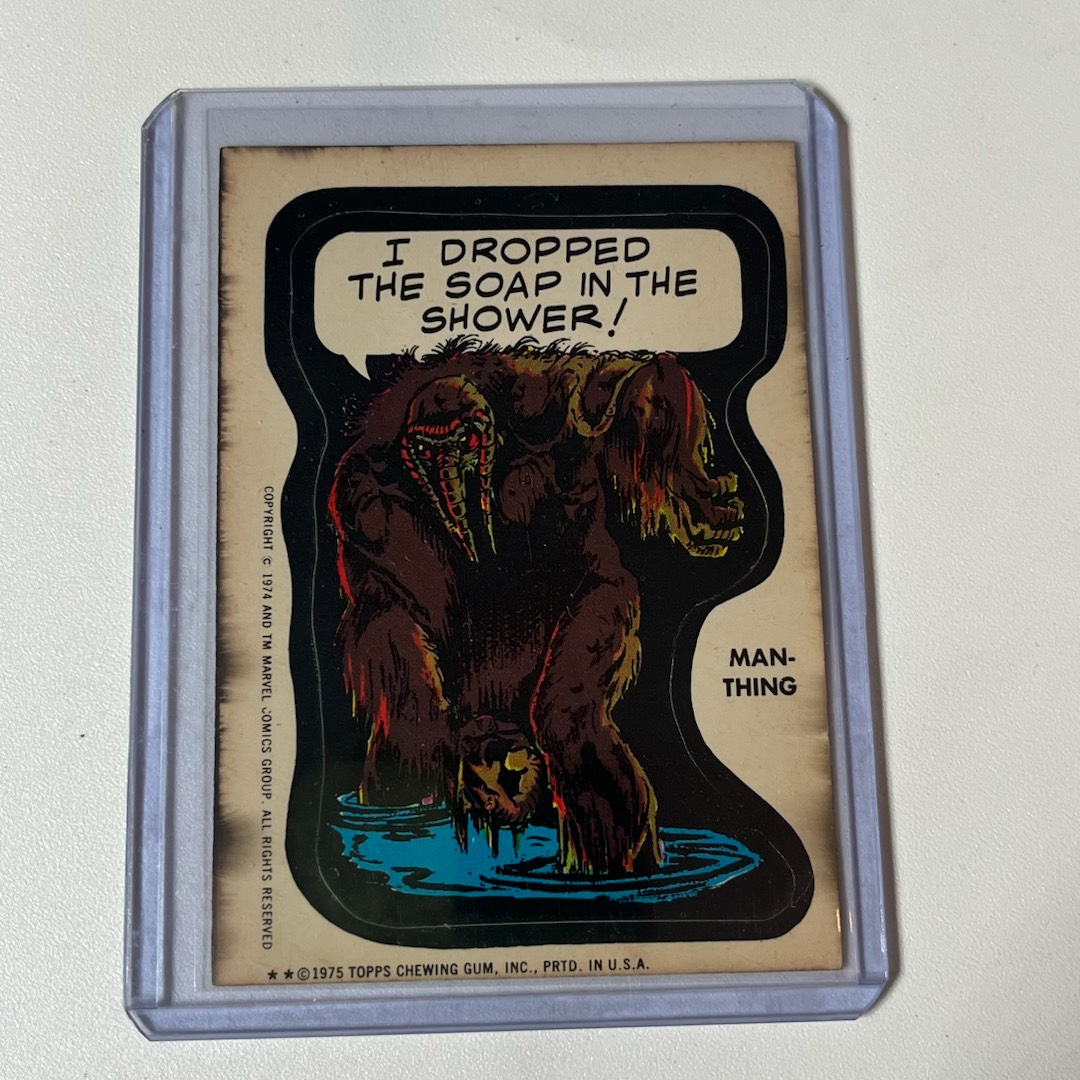 I DROPPED
THE SOAP IN THE
SHOWER!
MAN-
THING
COPYRIGHT c 1974 AND TM MARVEL COMICS GROUP. ALL RIGHTS RESERVED
★★©1975 TOPPS CHEWING GUM, INC., PRTD. IN U.S.A.